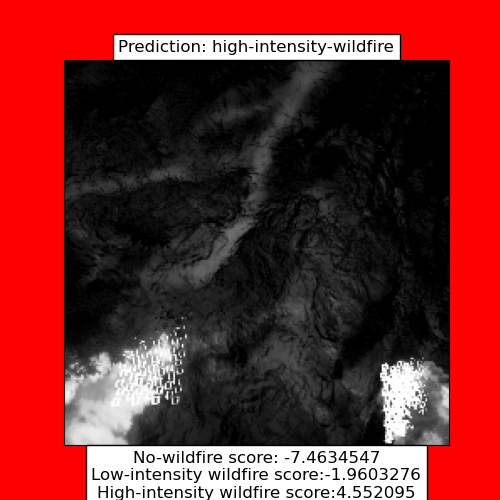 Prediction: high-intensity-wildfire
No-wildfire score: -7.4634547
Low-intensity wildfire score:-1.9603276
High-intensity wildfire score:4.552095